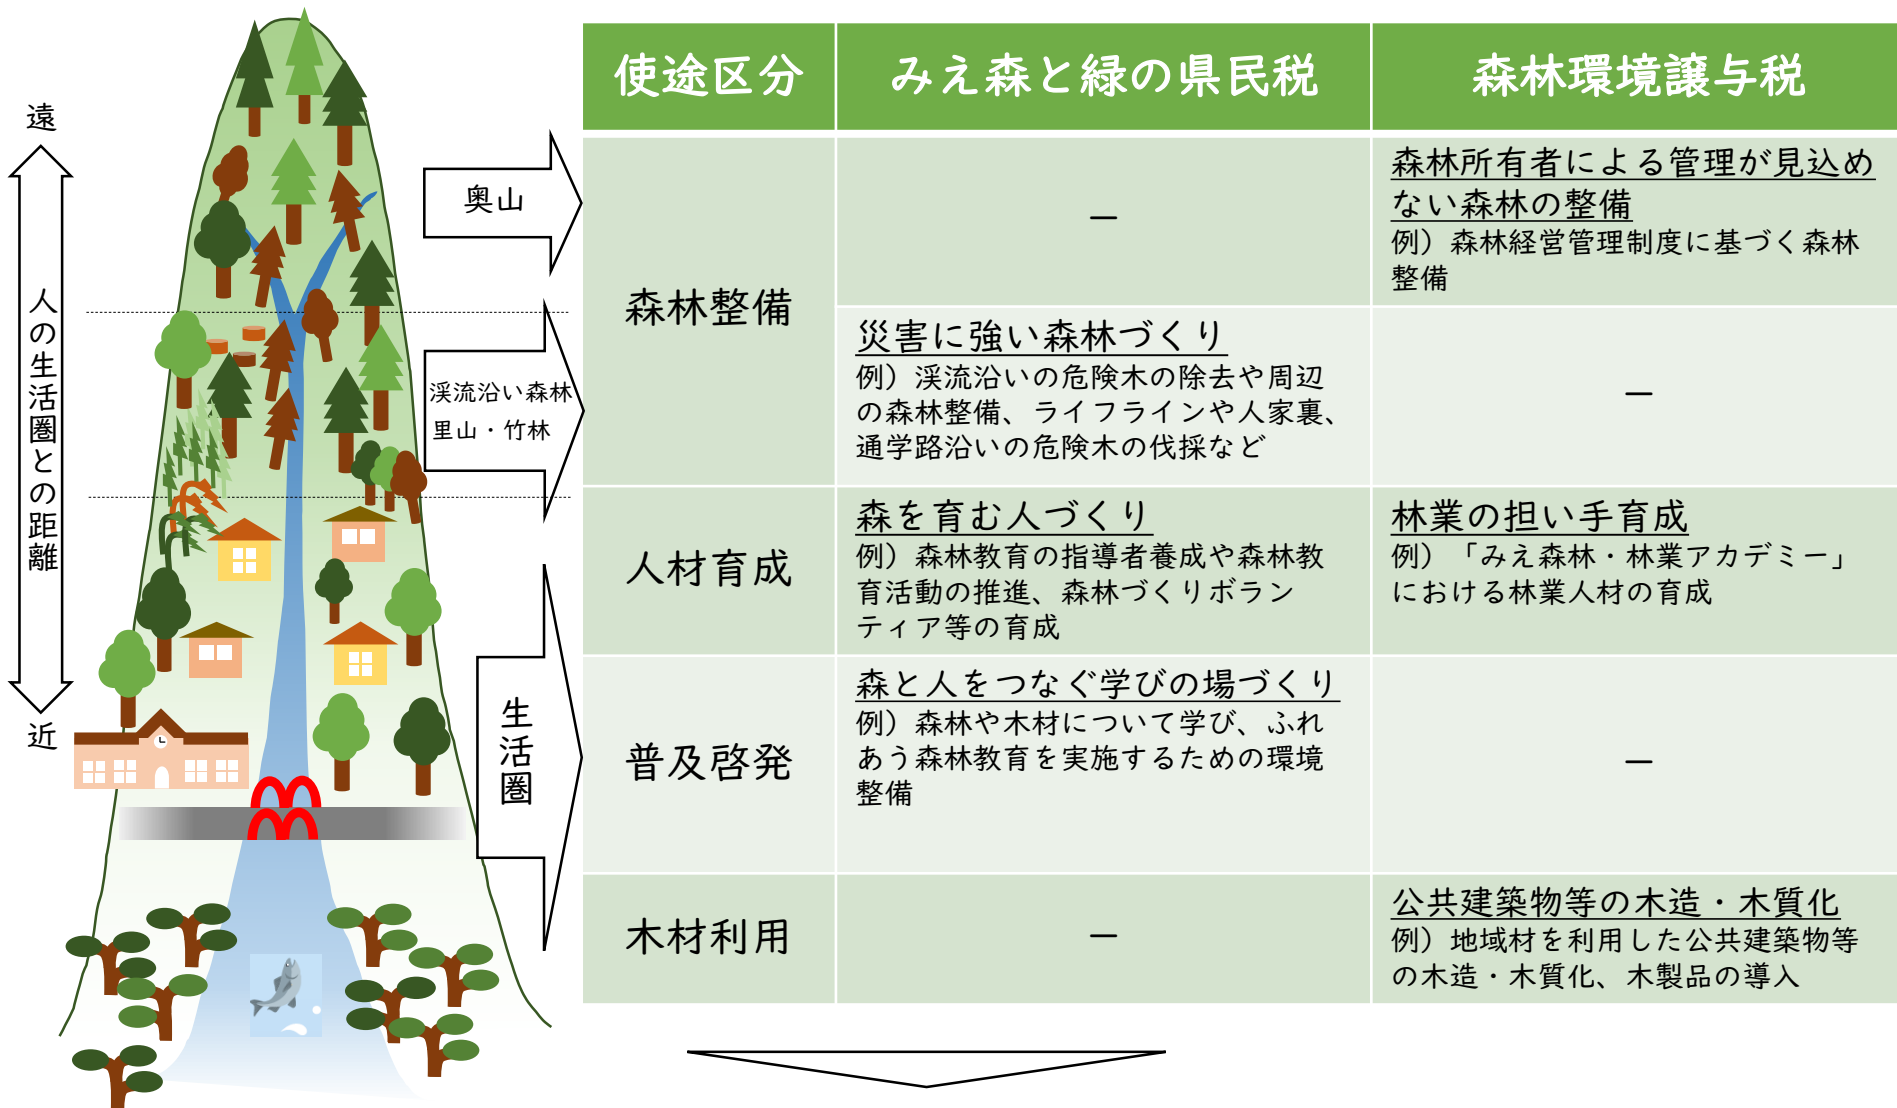 遠
人の生活圏との距離
近
奥山
渓流沿い森林
里山・竹林
生活圏
使途区分
みえ森と緑の県民税
森林環境譲与税
森林整備
―
森林所有者による管理が見込め
ない森林の整備
例）森林経営管理制度に基づく森林
整備
災害に強い森林づくり
例）渓流沿いの危険木の除去や周辺
の森林整備、ライフラインや人家裏、
通学路沿いの危険木の伐採など
―
人材育成
森を育む人づくり
例）森林教育の指導者養成や森林教
育活動の推進、森林づくりボラン
ティア等の育成
林業の担い手育成
例）「みえ森林・林業アカデミー」
における林業人材の育成
普及啓発
森と人をつなぐ学びの場づくり
例）森林や木材について学び、ふれ
あう森林教育を実施するための環境
整備
―
木材利用
―
公共建築物等の木造・木質化
例）地域材を利用した公共建築物等
の木造・木質化、木製品の導入